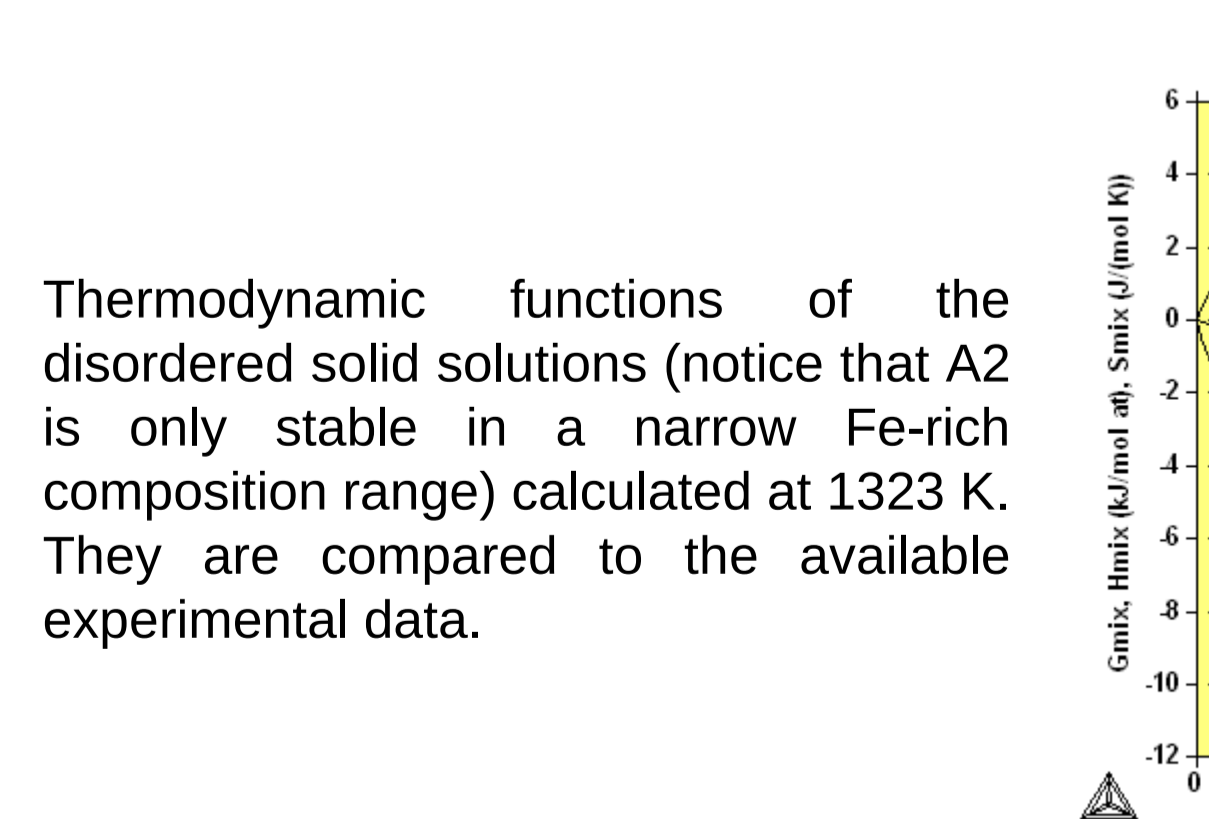 Thermodynamic functions of the
disordered solid solutions (notice that A2
is only stable in a narrow Fe-rich
composition range) calculated at 1323 K.
They are compared to the available
experimental data.
Gmix, Hmix (kJ/mol at), Smix (J/(mol K))
6
4
2
0
-2
-4
-6
-8
-10
-12
0